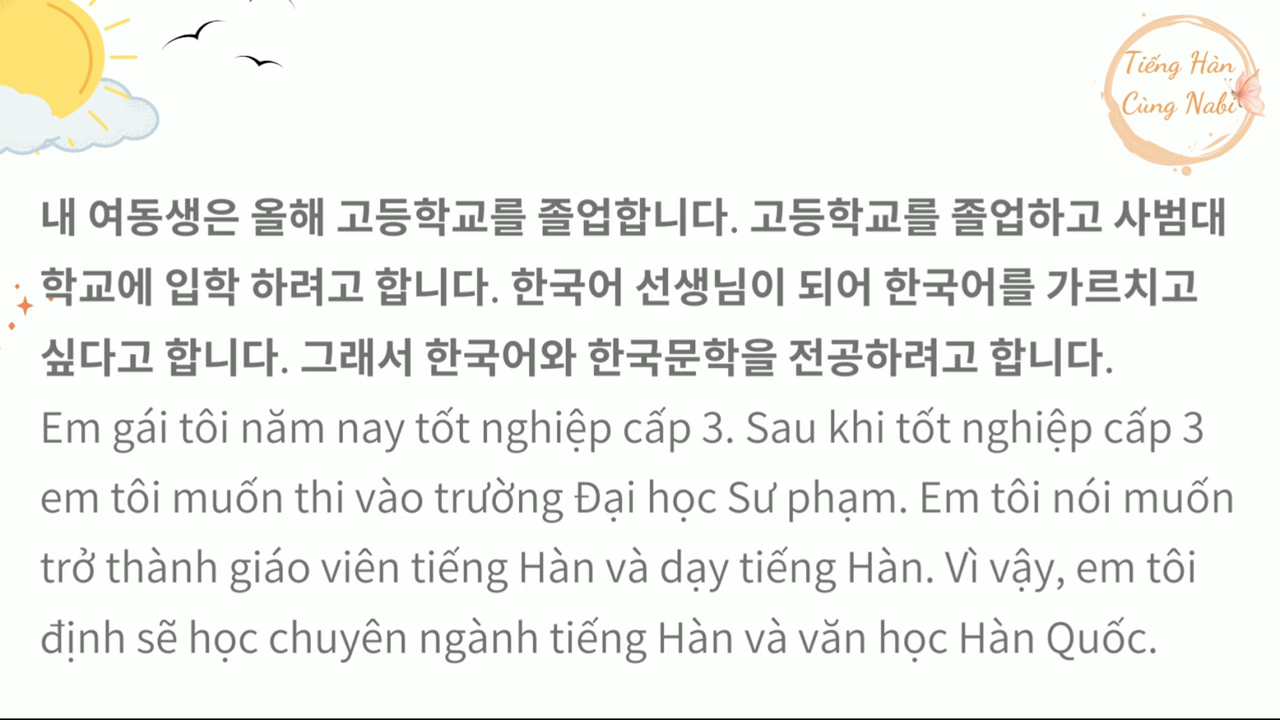 Tiếng Hàn
Cùng Nabi
내 여동생은 올해 고등학교를 졸업합니다. 고등학교를 졸업하고 사범대
학교에 입학 하려고 합니다. 한국어 선생님이 되어 한국어를 가르치고
싶다고 합니다. 그래서 한국어와 한국문학을 전공하려고 합니다.
Em gái tôi năm nay tốt nghiệp cấp 3. Sau khi tốt nghiệp cấp 3
em tôi muốn thi vào trường Đại học Sư phạm. Em tôi nói muốn
trở thành giáo viên tiếng Hàn và dạy tiếng Hàn. Vì vậy, em tôi
định sẽ học chuyên ngành tiếng Hàn và văn học Hàn Quốc.